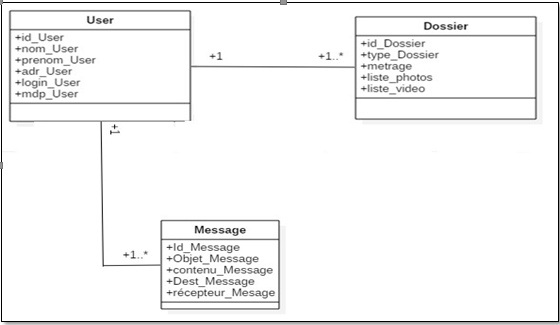 User
+id_User
+nom_User
+prenom_User
+adr_User
+login_User
+mdp_User
+1
+1..*
Dossier
+id_Dossier
+type_Dossier
+metrage
+liste_photos
+liste_video
+1
+1..*
Message
+Id_Message
+Objet_Message
+contenu_Message
+Dest_Message
+récepteur_Mesage